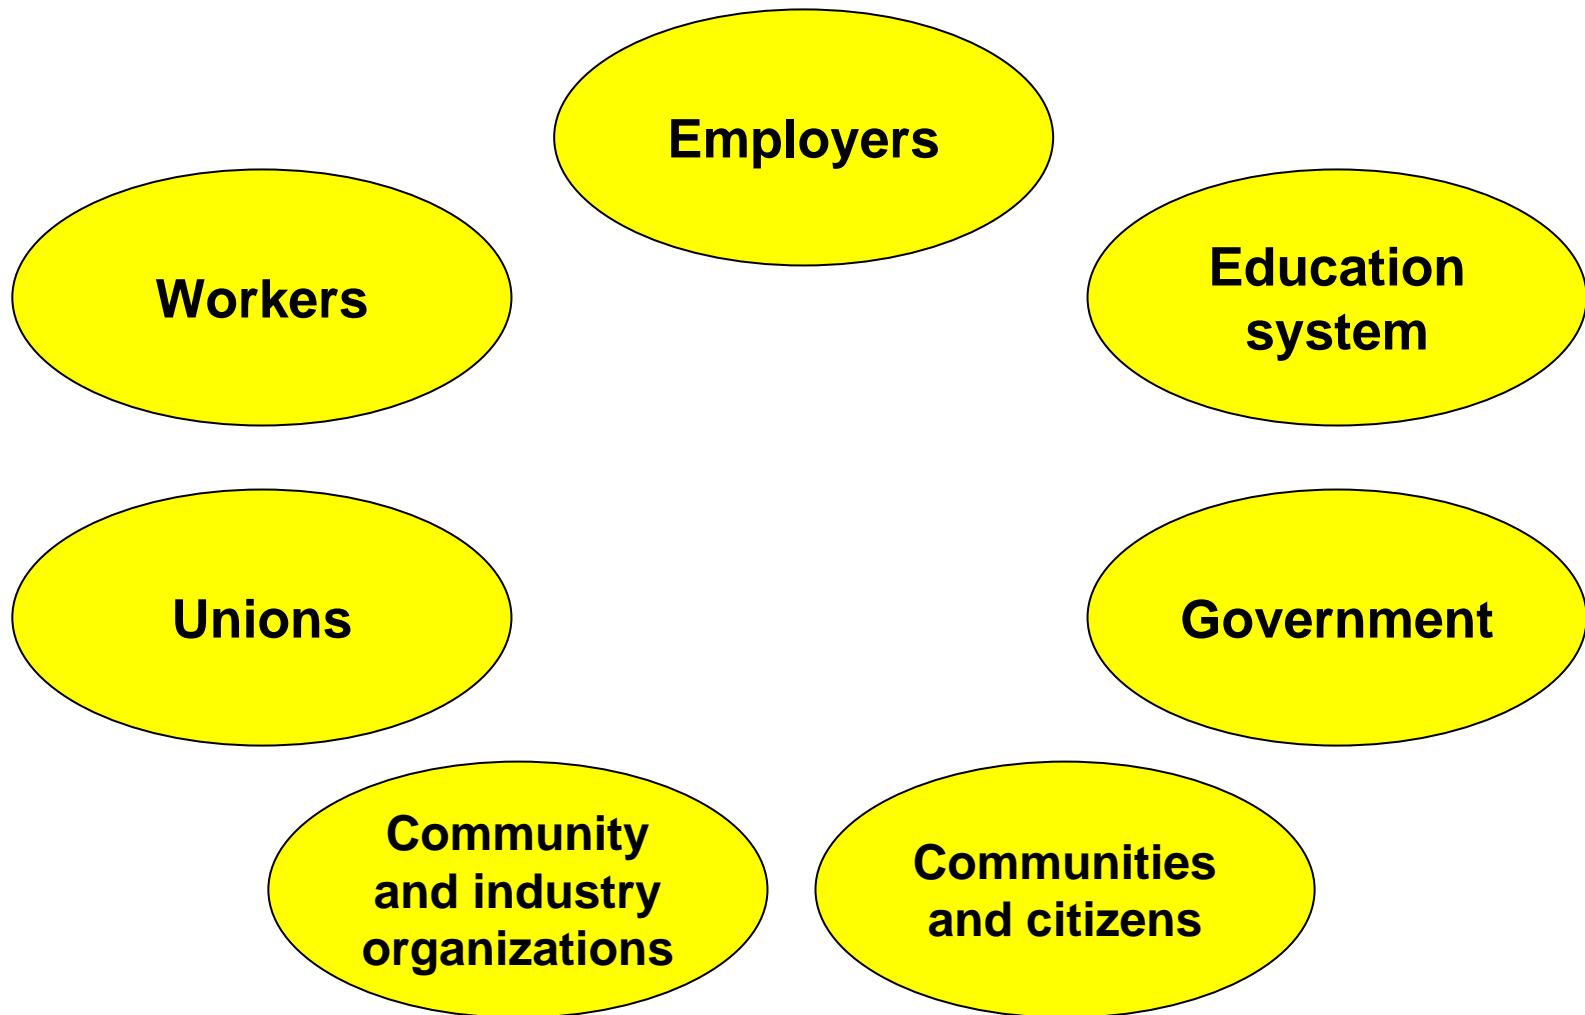 Employers
Workers
Education
system
Unions
Government
Community
and industry
organizations
Communities
and citizens